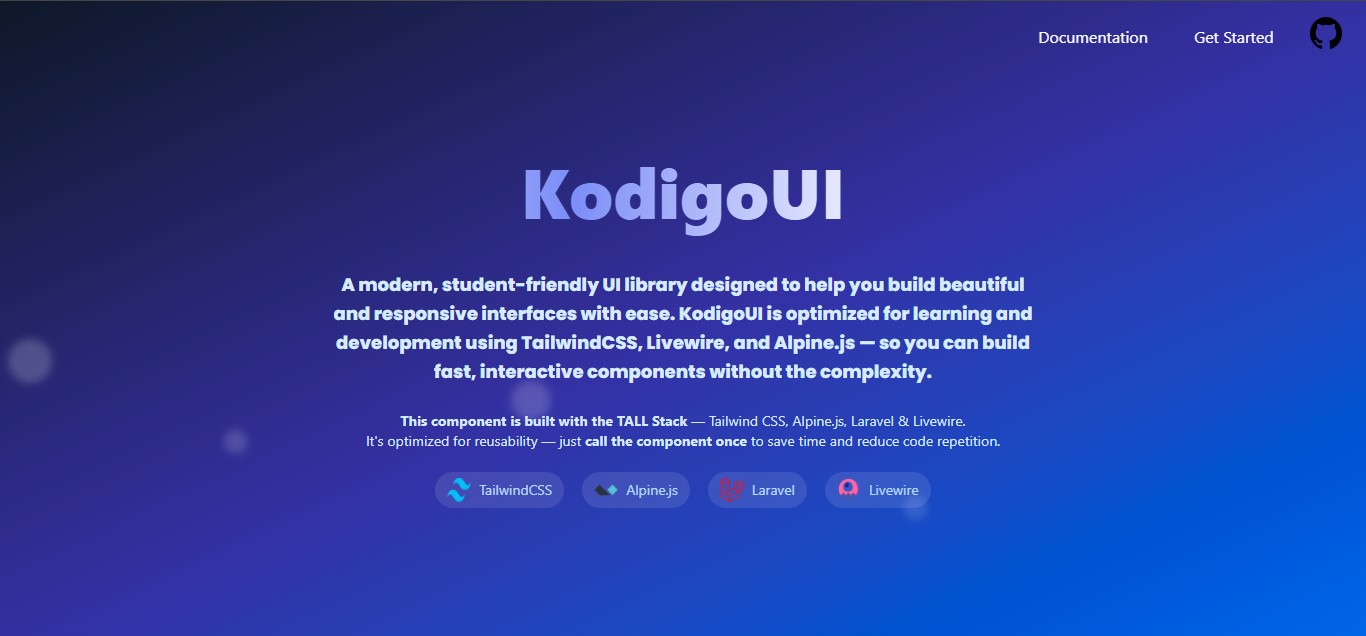 Documentation Get Started
KodigoUI
A modern, student-friendly UI library designed to help you build beautiful
and responsive interfaces with ease. KodigoUI is optimized for learning and
development using TailwindCSS, Livewire, and Alpine.js — so you can build
fast, interactive components without the complexity.
This component is built with the TALL Stack — Tailwind CSS, Alpine.js, Laravel & Livewire.
It's optimized for reusability — just call the component once to save time and reduce code repetition.
TailwindCSS Alpine.js Laravel Livewire